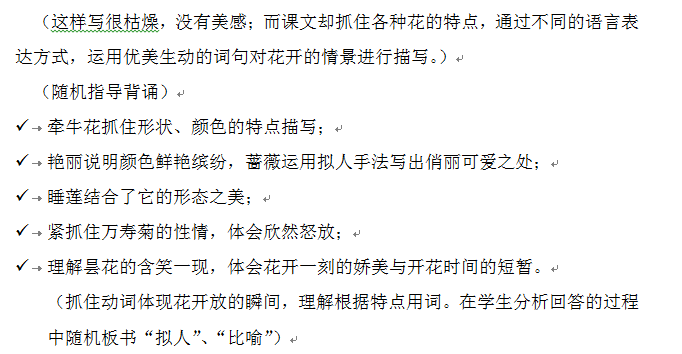 （这样写很枯燥，没有美感；而课文却抓住各种花的特点，通过不同的语言表
达方式，运用优美生动的词句对花开的情景进行描写。）
（随机指导背诵）
✓ 牵牛花抓住形状、颜色的特点描写；
✓ 艳丽说明颜色鲜艳缤纷，蔷薇运用拟人手法写出俏丽可爱之处；
✓ 睡莲结合了它的形态之美；
✓ 紧抓住万寿菊的性情，体会欣然怒放；
✓ 理解昙花的含笑一现，体会花开一刻的娇美与开花时间的短暂。
（抓住动词体现花开放的瞬间，理解根据特点用词。在学生分析回答的过程
中随机板书“拟人”、“比喻”）